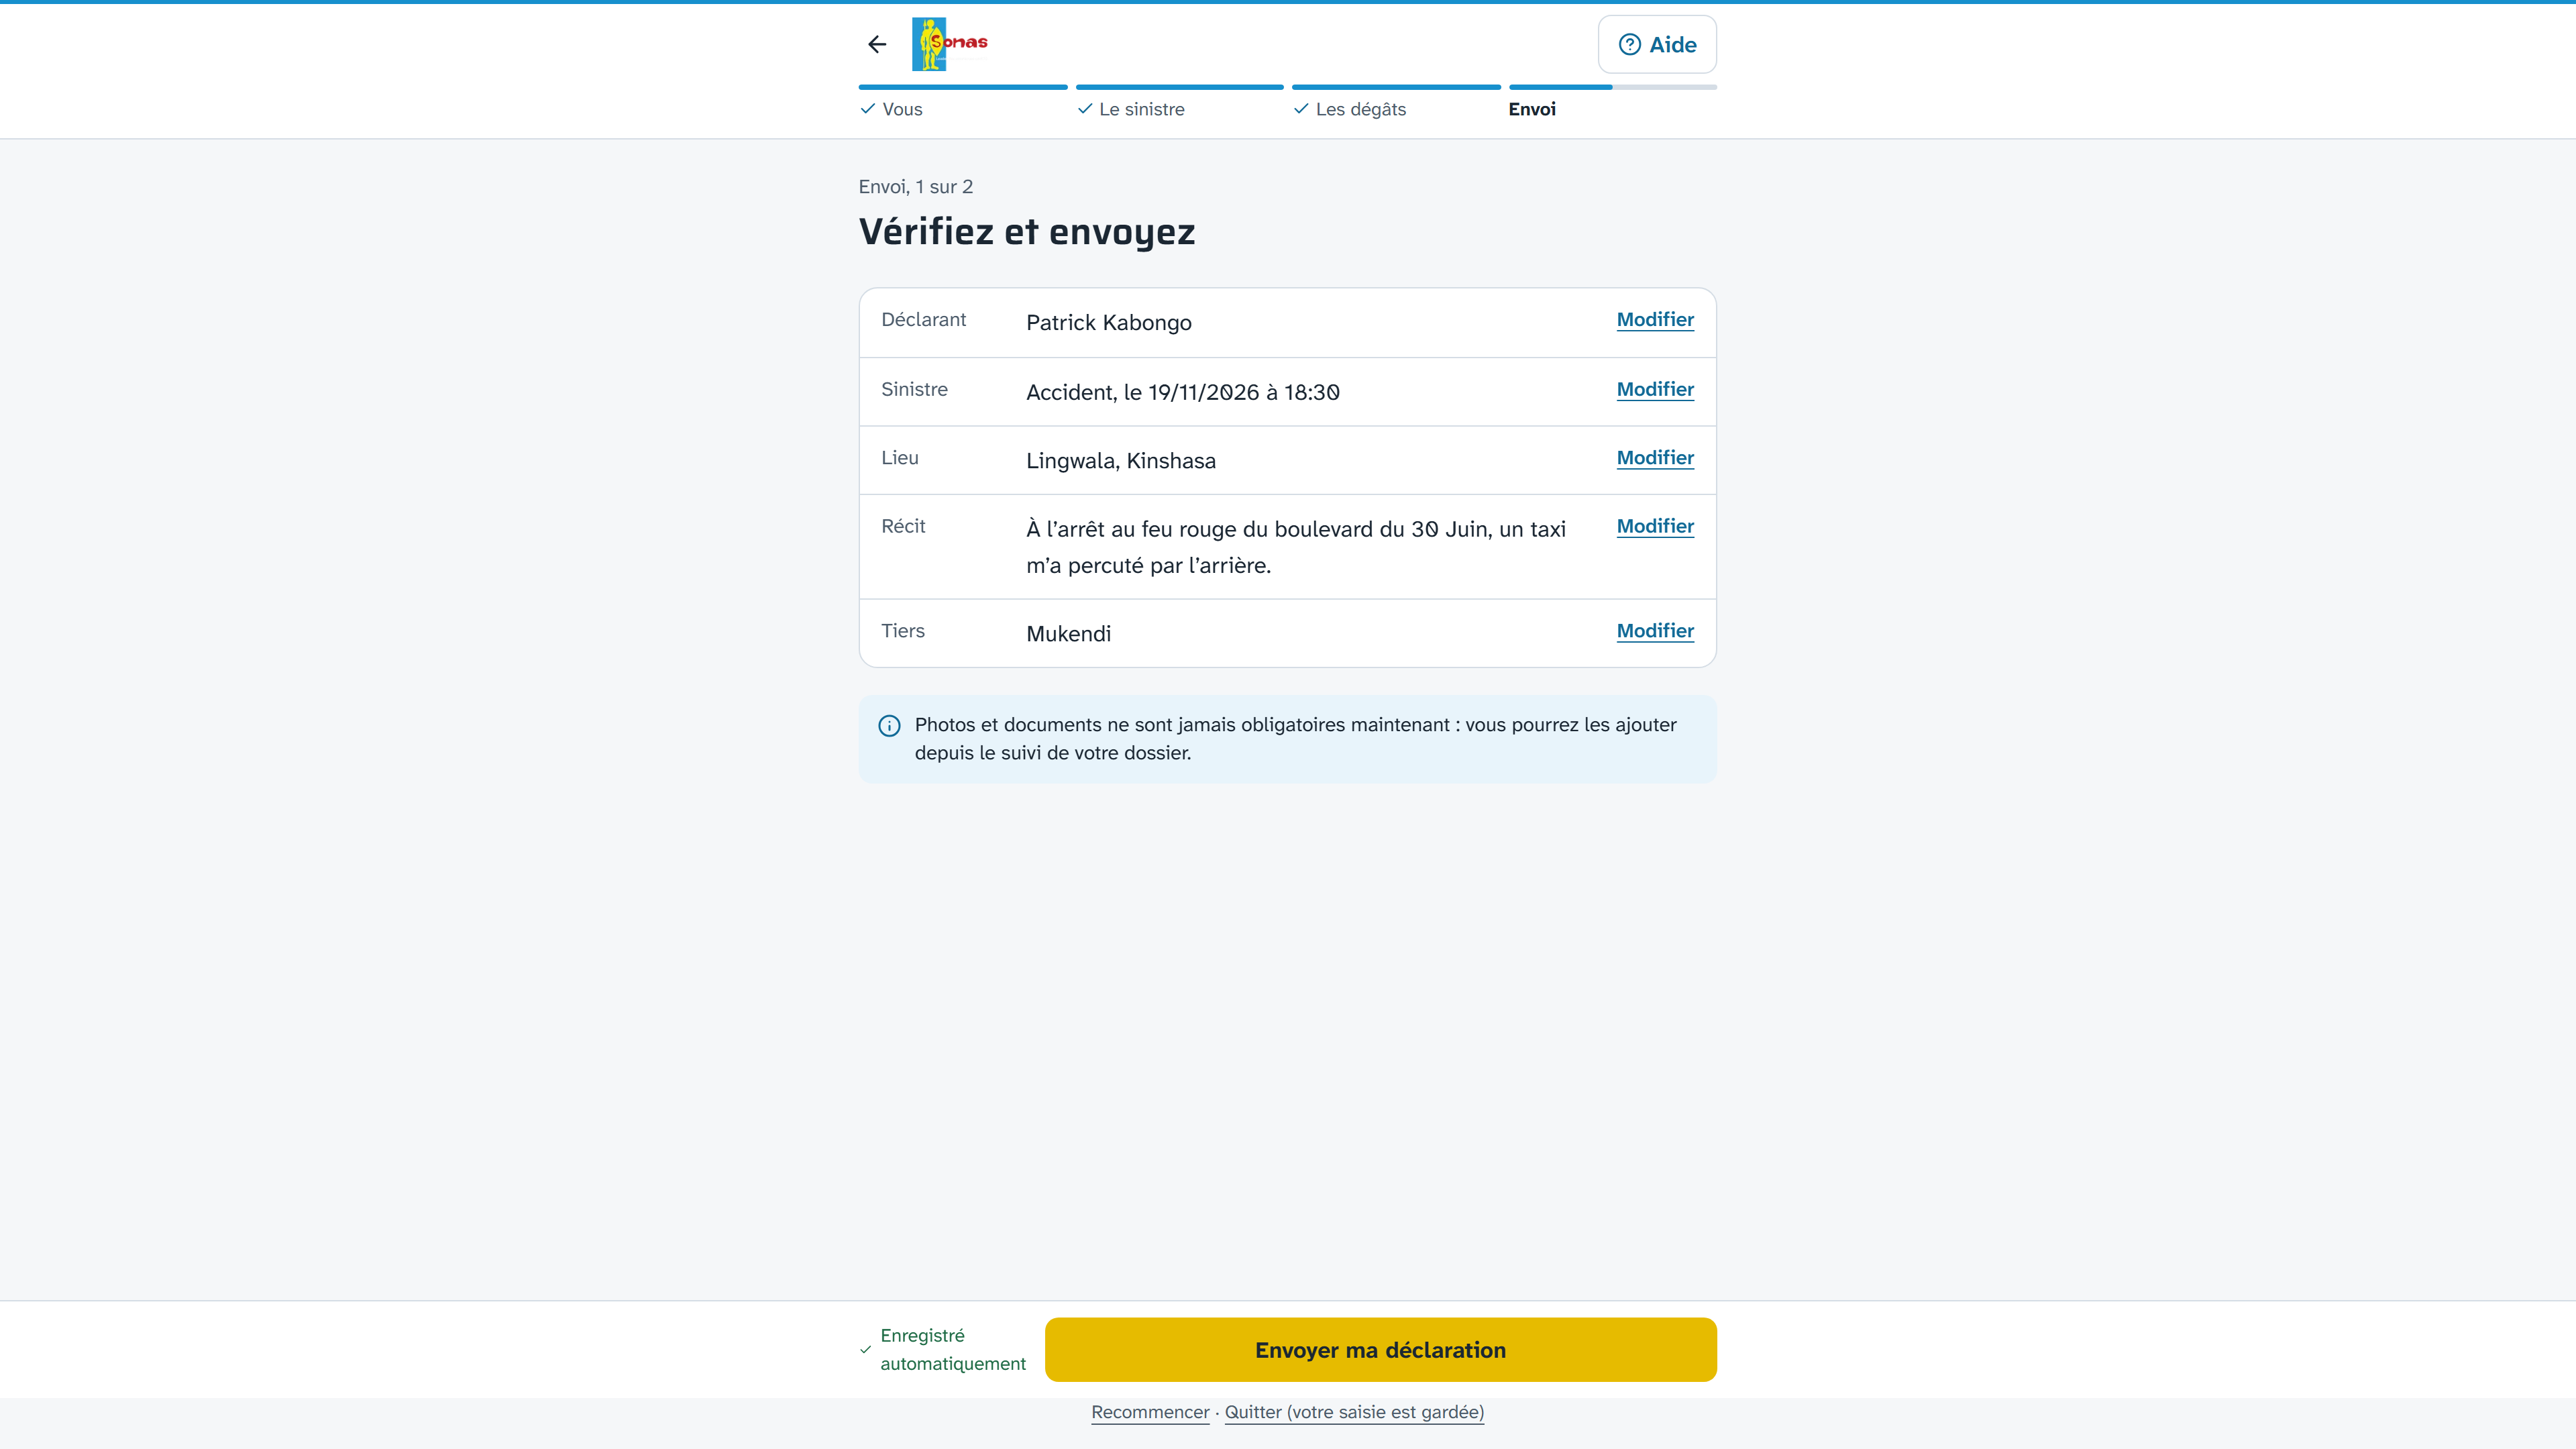 Sonas
Aide
Vous
Le sinistre
Les dégâts
Envoi
Envoi, 1 sur 2
Vérifiez et envoyez
Déclarant
Patrick Kabongo
Modifier
Sinistre
Accident, le 19/11/2026 à 18:30
Modifier
Lieu
Lingwala, Kinshasa
Modifier
Récit
À l’arrêt au feu rouge du boulevard du 30 Juin, un taxi
m’a percuté par l’arrière.
Modifier
Tiers
Mukendi
Modifier
Photos et documents ne sont jamais obligatoires maintenant : vous pourrez les ajouter
depuis le suivi de votre dossier.
Enregistré
automatiquement
Envoyer ma déclaration
Recommencer · Quitter (votre saisie est gardée)